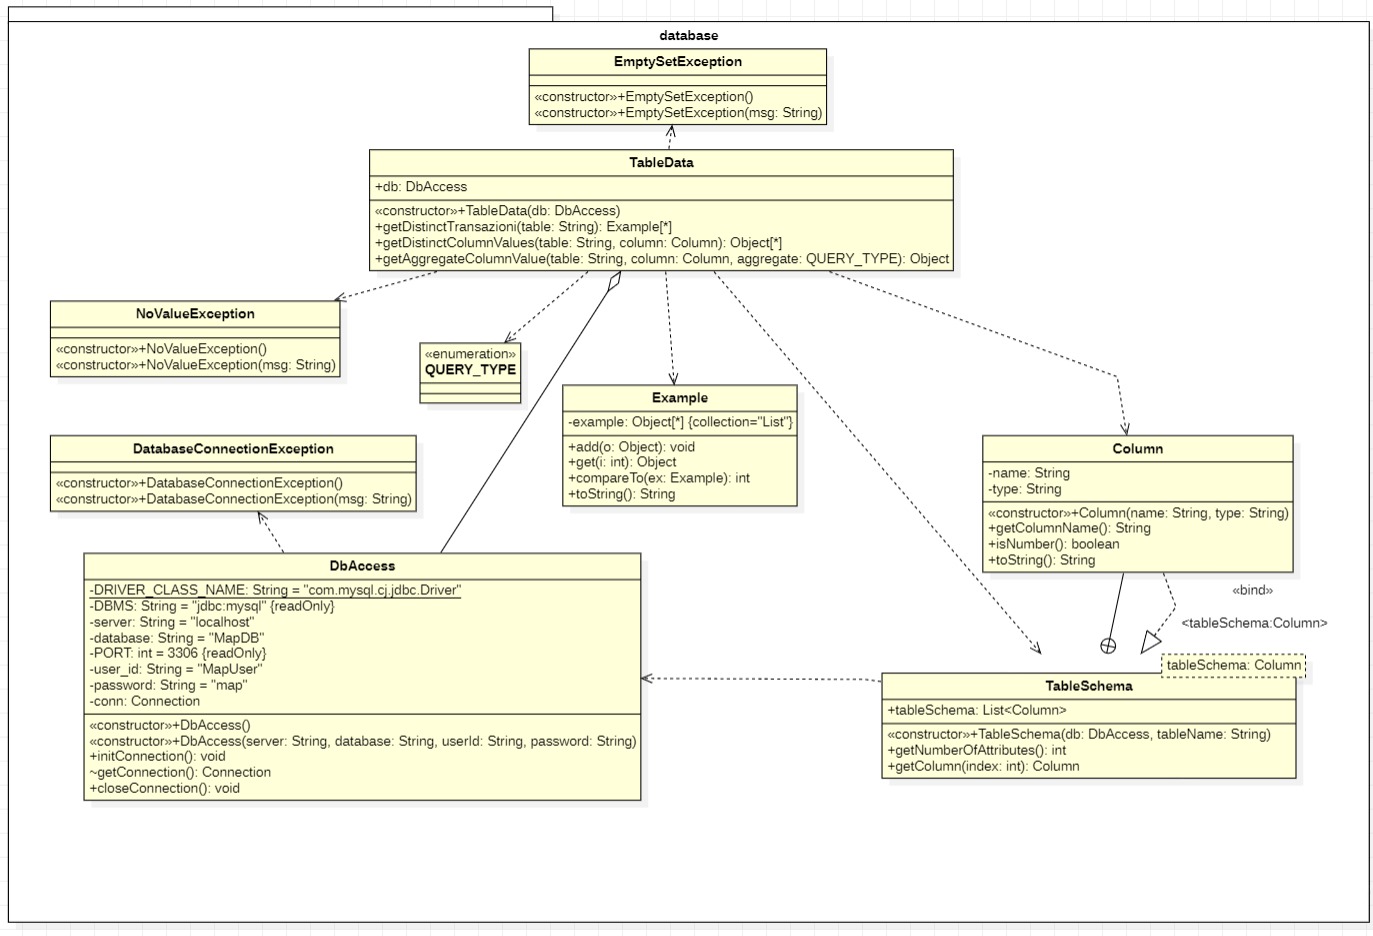 database
EmptySetException
«constructor»+EmptySetException()
«constructor»+EmptySetException(msg: String)
TableData
+db: DbAccess
«constructor»+TableData(db: DbAccess)
+getDistinctTransazioni(table: String): Example[*]
+getDistinctColumnValues(table: String, column: Column): Object[*]
+getAggregateColumnValue(table: String, column: Column, aggregate: QUERY_TYPE): Object
NoValueException
«constructor»+NoValueException()
«constructor»+NoValueException(msg: String)
«enumeration»
QUERY_TYPE
Example
-example: Object[*] {collection="List"}
+add(o: Object): void
+get(i: int): Object
+compareTo(ex: Example): int
+toString(): String
DatabaseConnectionException
«constructor»+DatabaseConnectionException()
«constructor»+DatabaseConnectionException(msg: String)
Column
-name: String
-type: String
«constructor»+Column(name: String, type: String)
+getColumnName(): String
+isNumber(): boolean
+toString(): String
DbAccess
-DRIVER_CLASS_NAME: String = "com.mysql.cj.jdbc.Driver"
-DBMS: String = "jdbc:mysql" {readOnly}
-server: String = "localhost"
-database: String = "MapDB"
-PORT: int = 3306 {readOnly}
-user_id: String = "MapUser"
-password: String = "map"
-conn: Connection
«constructor»+DbAccess()
«constructor»+DbAccess(server: String, database: String, userId: String, password: String)
+initConnection(): void
~getConnection(): Connection
+closeConnection(): void
«bind»
<tableSchema:Column>
tableSchema: Column
TableSchema
+tableSchema: List<Column>
«constructor»+TableSchema(db: DbAccess, tableName: String)
+getNumberOfAttributes(): int
+getColumn(index: int): Column